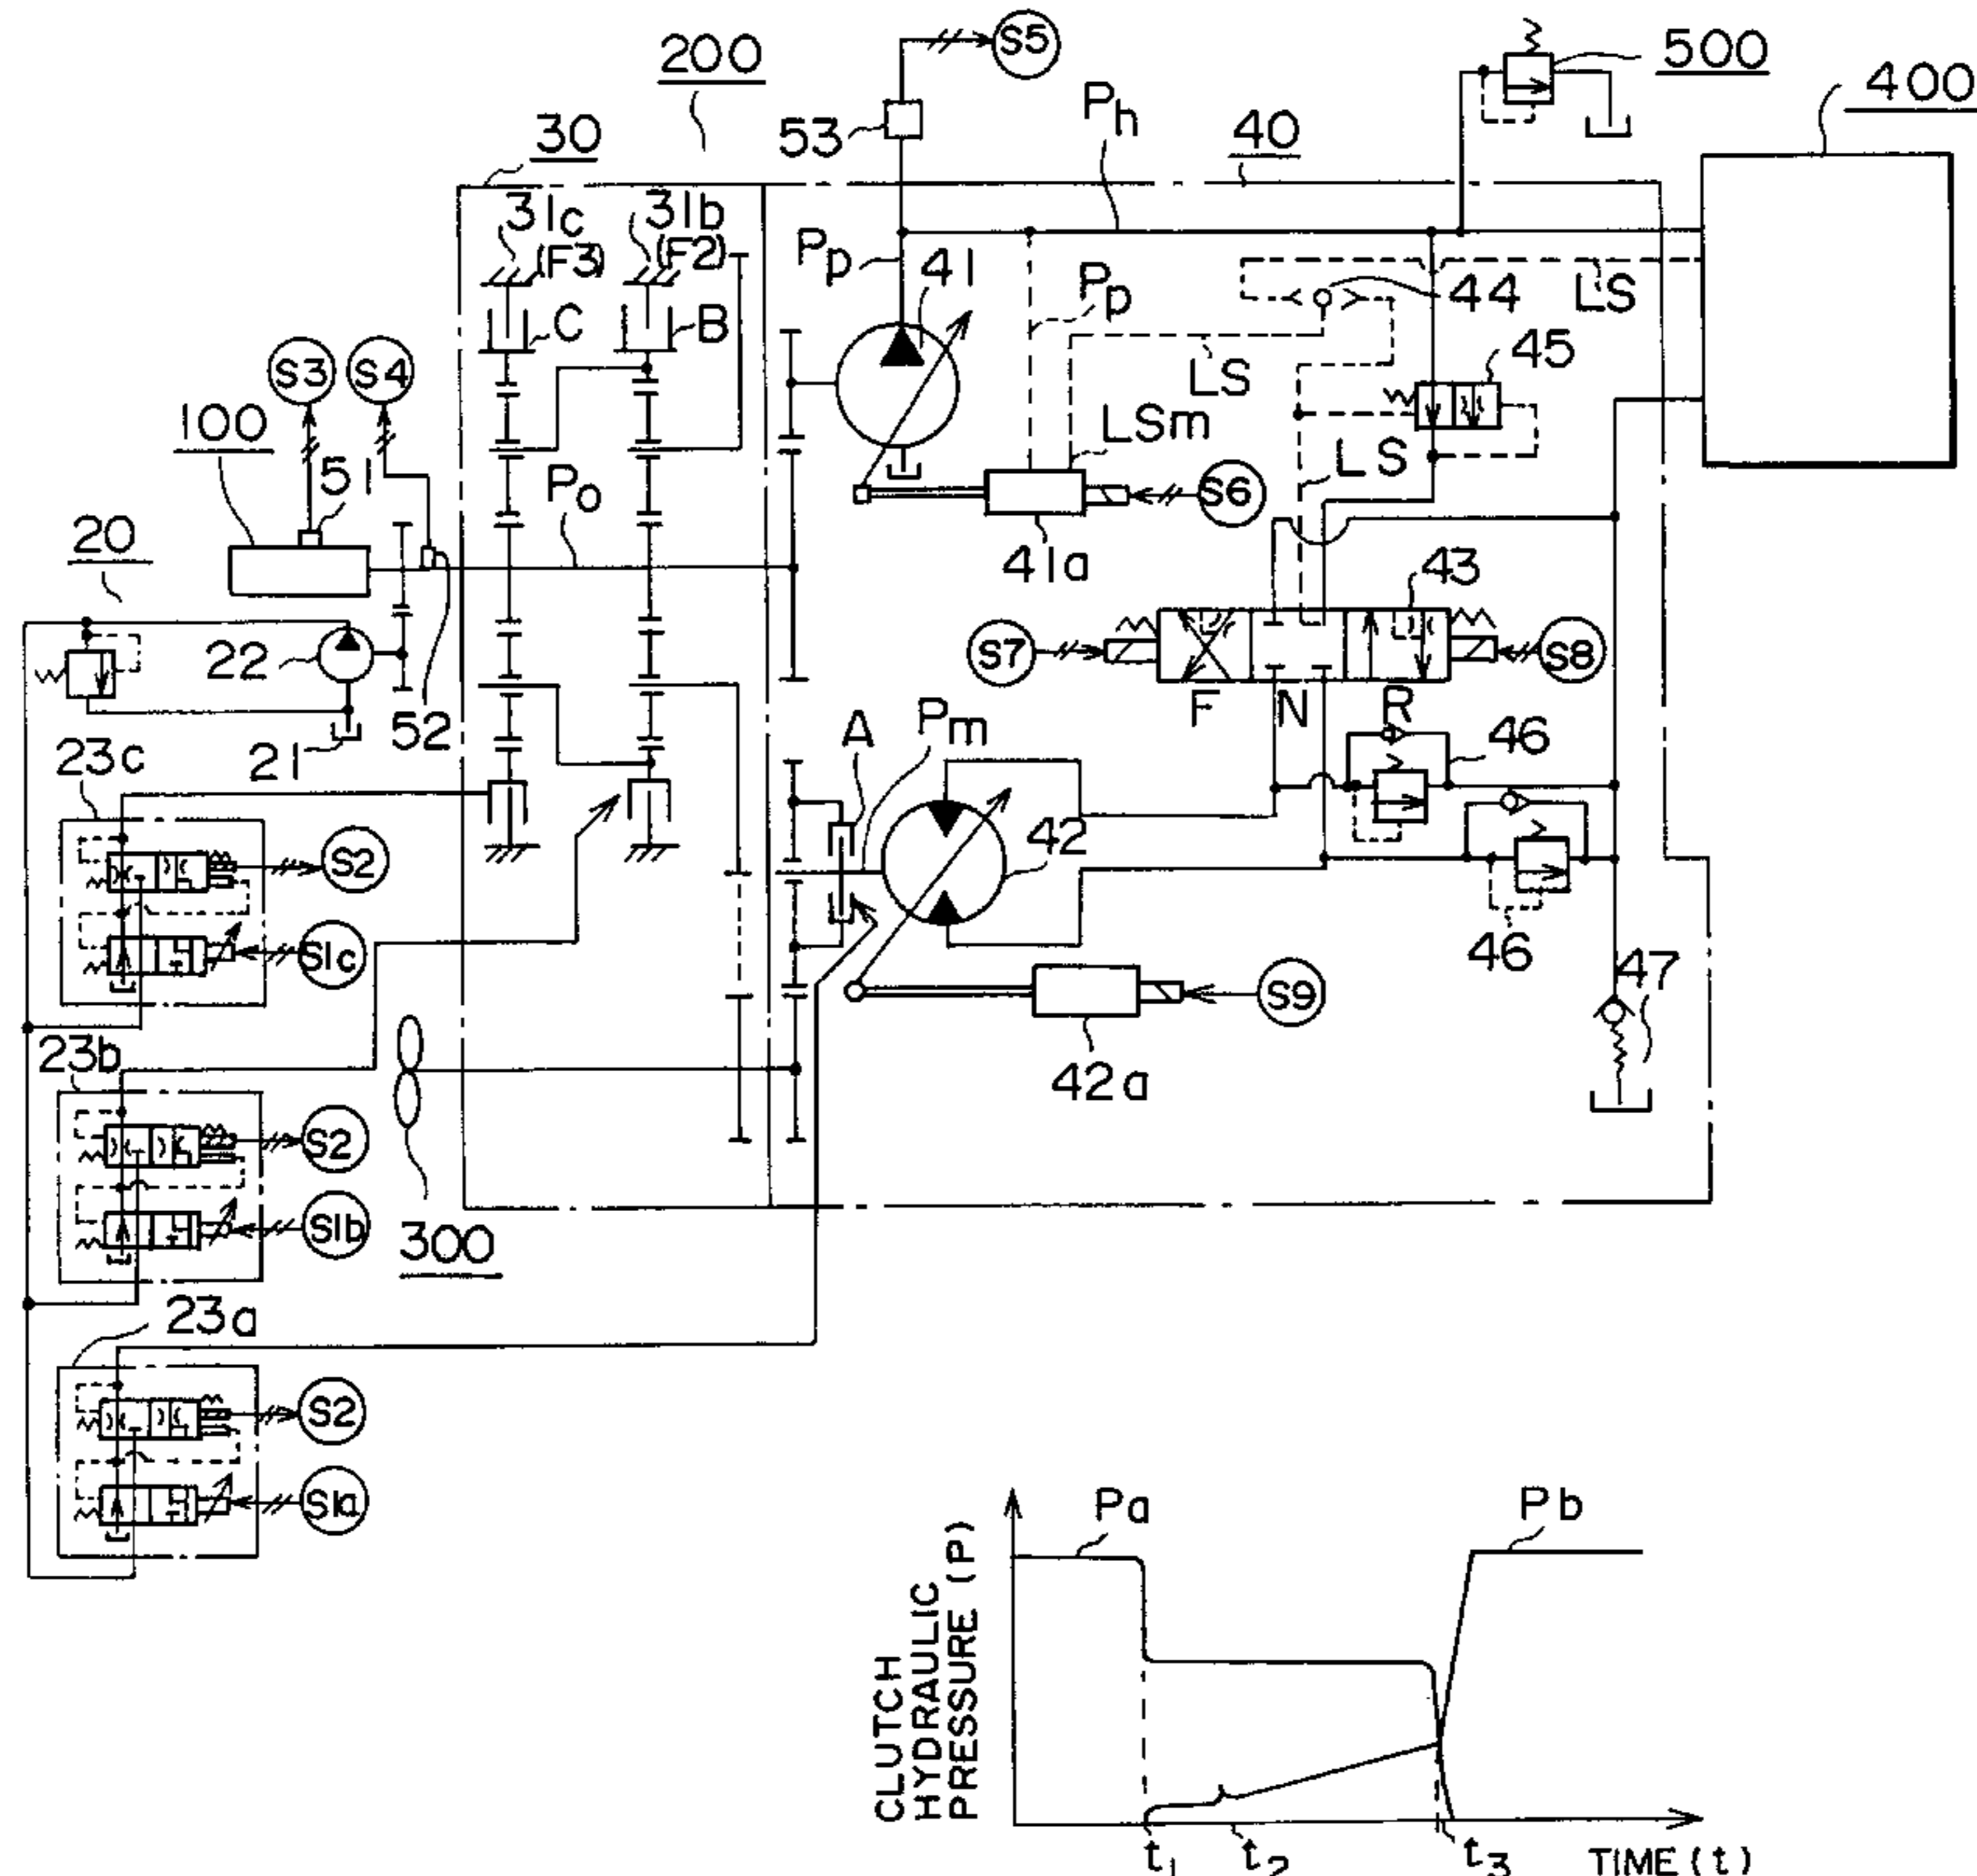 S5
200
500
400
53
Ph
30
40
31c
(F3)
31b
(F2)
Pp
41
Pp
44
LS
C
B
45
S3
S4
LS
100
51
LSm
LS
Po
S6
20
41a
43
22
S7
S8
F
N
R
52
21
A
Pm
46
23c
42
S2
46
S1c
47
S9
23b
42a
S2
S1b
300
23a
S2
S1a
Pa
Pb
CLUTCH
HYDRAULIC
PRESSURE (P)
t1
t2
t3
TIME (t)